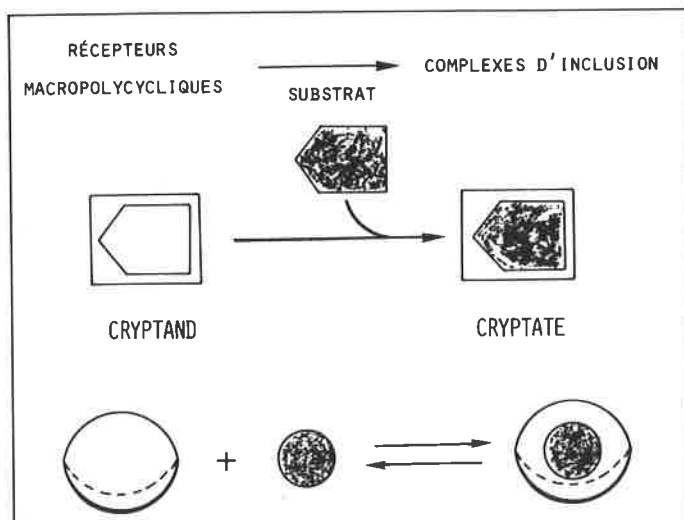 RÉCEPTEURS
MACROPOLYCYCLIQUES
SUBSTRAT
COMPLEXES D'INCLUSION
CRYPTAND
CRYPTATE
+